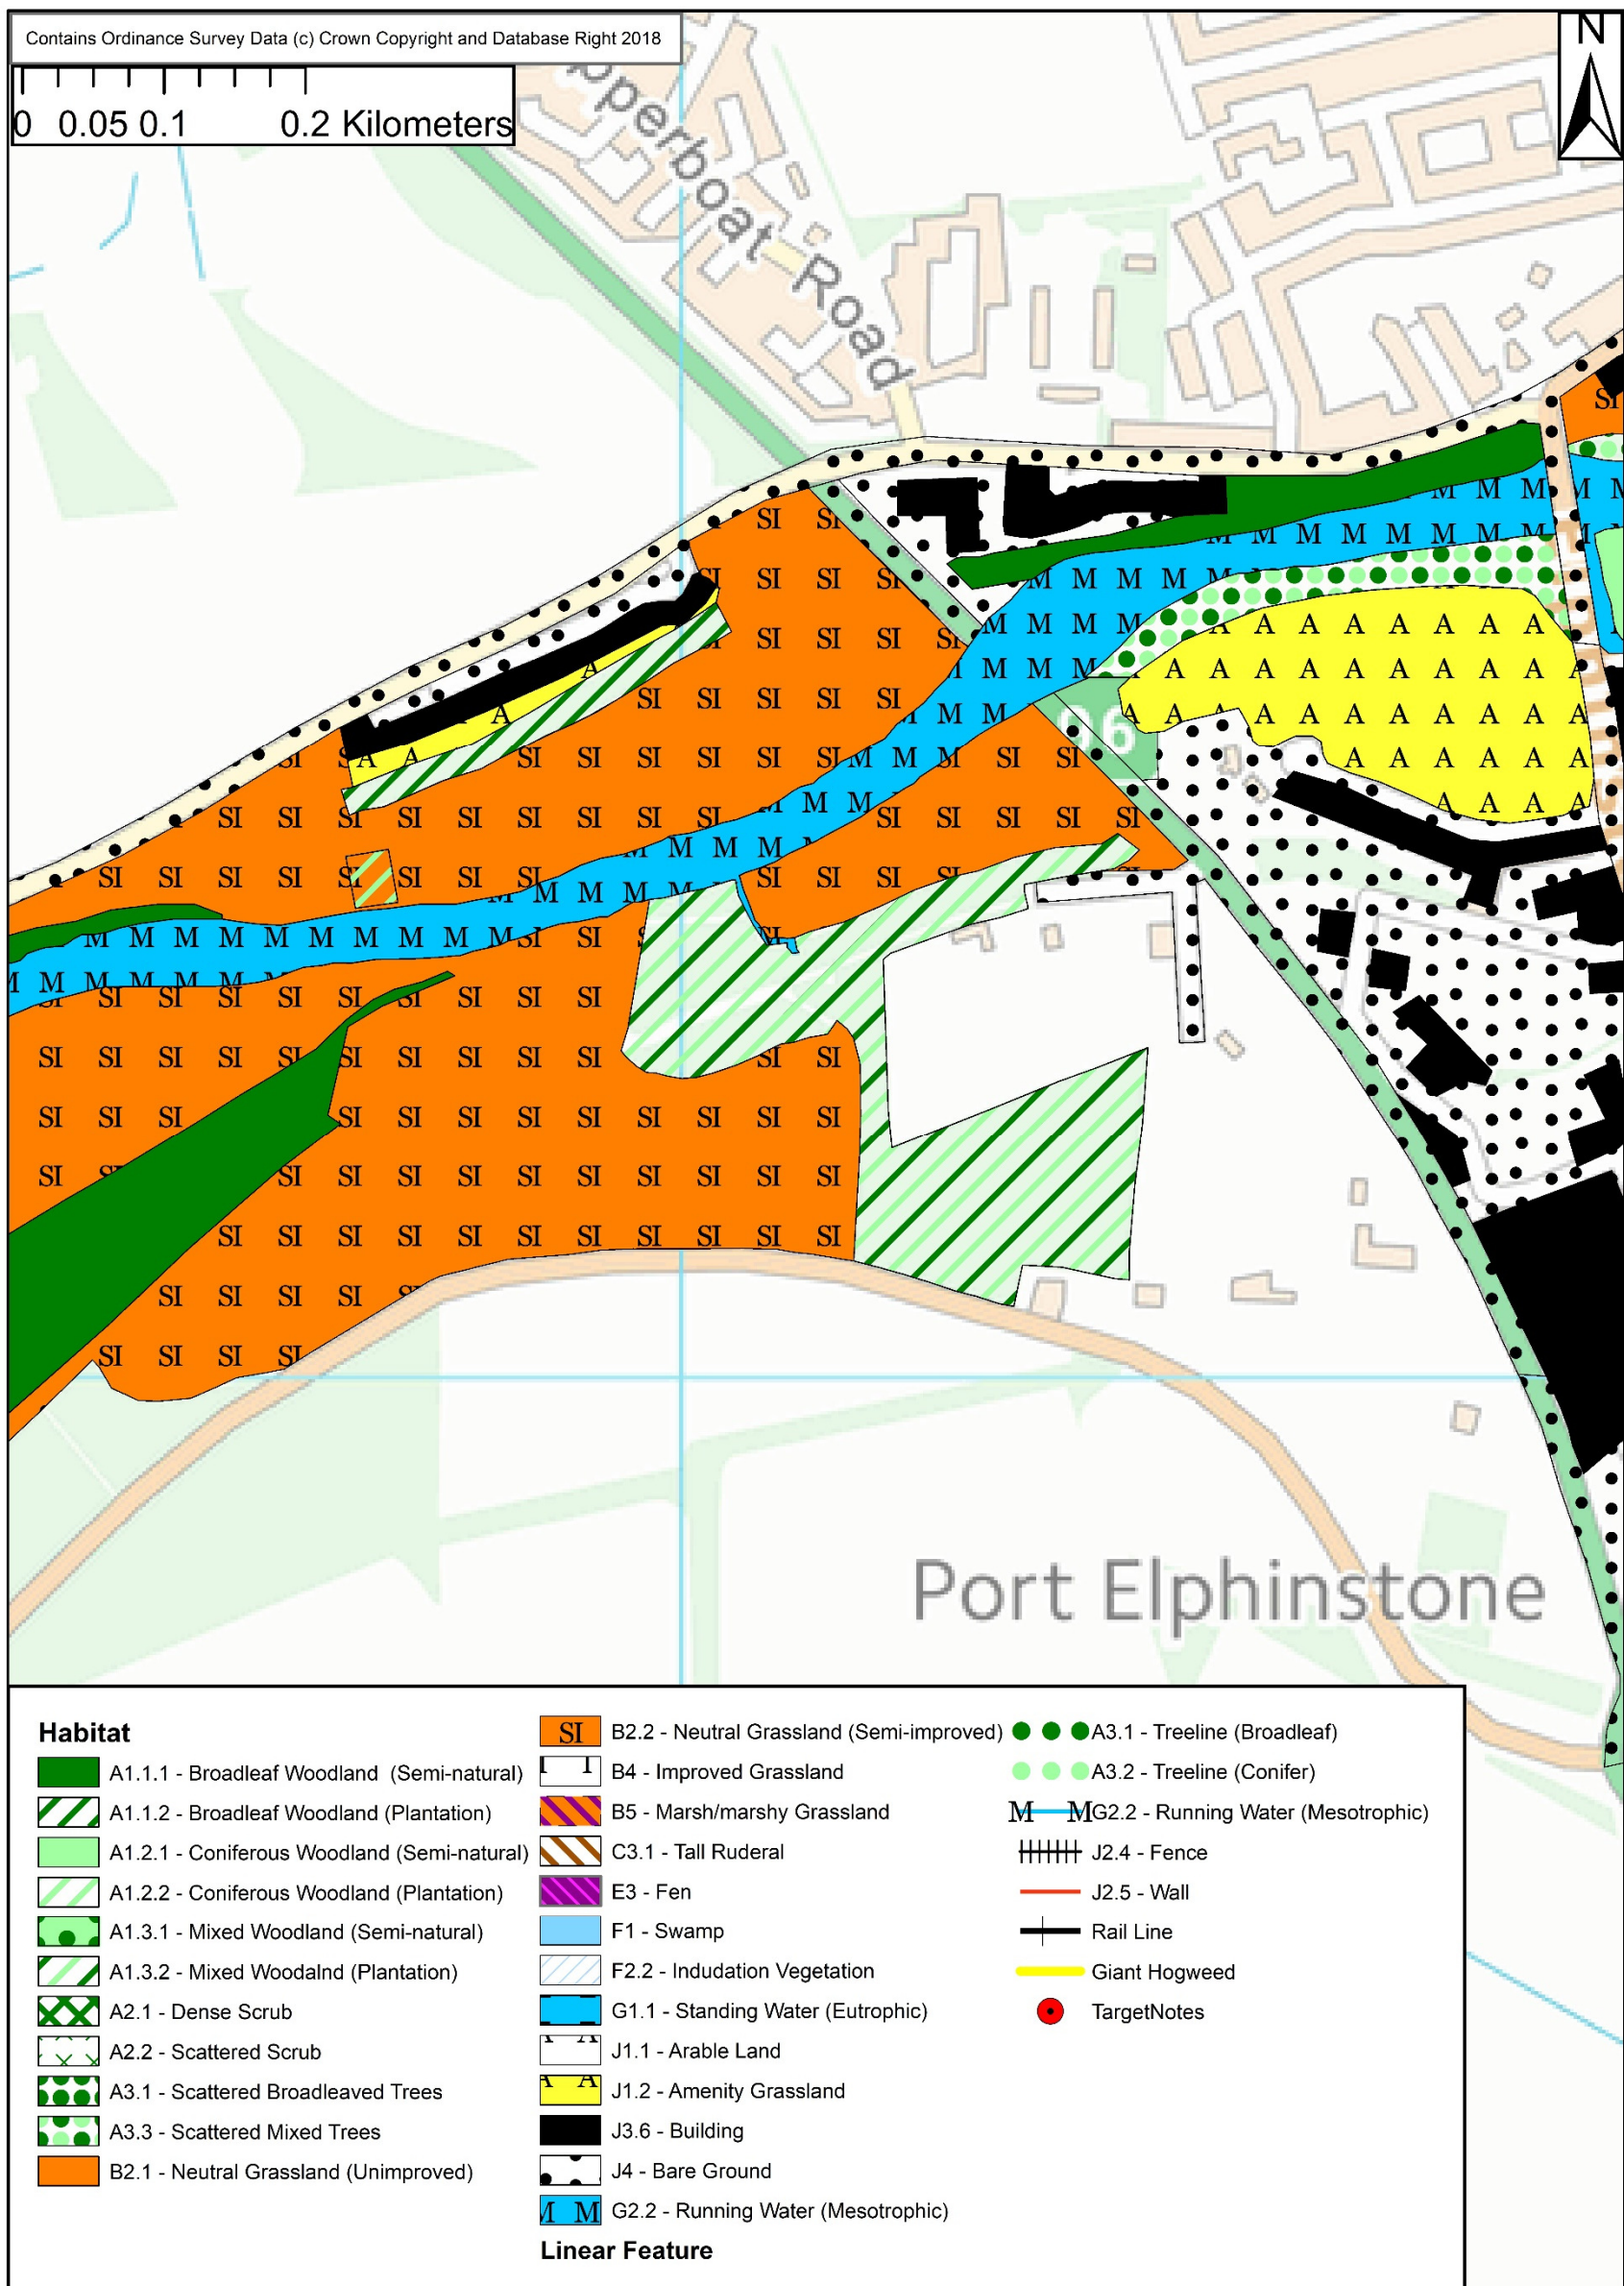 Contains Ordinance Survey Data (c) Crown Copyright and Database Right 2018
N
0 0.05 0.1 0.2 Kilometers
Road
96
Port Elphinstone
Habitat
A1.1.1 - Broadleaf Woodland (Semi-natural)
A1.1.2 - Broadleaf Woodland (Plantation)
A1.2.1 - Coniferous Woodland (Semi-natural)
A1.2.2 - Coniferous Woodland (Plantation)
A1.3.1 - Mixed Woodland (Semi-natural)
A1.3.2 - Mixed Woodalnd (Plantation)
A2.1 - Dense Scrub
A2.2 - Scattered Scrub
A3.1 - Scattered Broadleaved Trees
A3.3 - Scattered Mixed Trees
B2.1 - Neutral Grassland (Unimproved)
SI B2.2 - Neutral Grassland (Semi-improved)
B4 - Improved Grassland
B5 - Marsh/marshy Grassland
C3.1 - Tall Ruderal
E3 - Fen
F1 - Swamp
F2.2 - Indudation Vegetation
G1.1 - Standing Water (Eutrophic)
J1.1 - Arable Land
A J1.2 - Amenity Grassland
J3.6 - Building
J4 - Bare Ground
M M G2.2 - Running Water (Mesotrophic)
Linear Feature
A3.1 - Treeline (Broadleaf)
A3.2 - Treeline (Conifer)
M M G2.2 - Running Water (Mesotrophic)
J2.4 - Fence
J2.5 - Wall
Rail Line
Giant Hogweed
TargetNotes